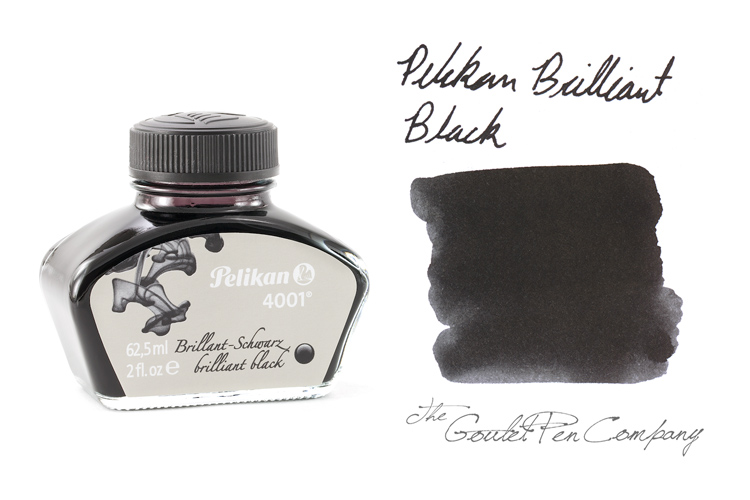 Pelikan
4001®
62,5 ml Brillant-Schwarz
2 fl. oz e brilliant black
Pelikan Brilliant
Black
The Goulet Pen Company